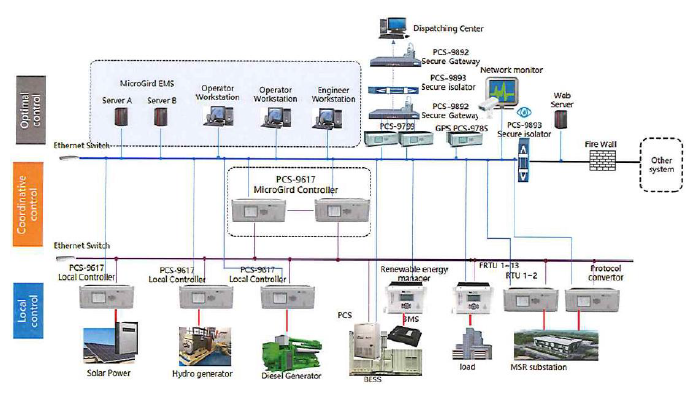 Dispatching Center
PCS-9892
Secure Gateway
PCS-9893
Secure isolator
PCS-9892
Secure Gateway
Network monitor
Web
Server
MicroGird EMS
Server A
Server B
Operator
Workstation
Operator
Workstation
Engineer
Workstation
PCS-9799
GPS PCS-9785
PCS-9893
Secure isolator
Fire Wall
Other
system
Optimal
control
Ethernet Switch
PCS-9617
MicroGird Controller
Coordinative
control
Ethernet Switch
PCS-9617
Local Controller
PCS-9617
Local Controller
PCS-9617
Local Controller
Renewable energy
manager
FRTU 1-13
RTU 1-2
Protocol
convertor
Local
control
PCS
BMS
Solar Power
Hydro generator
Diesel Generator
BESS
load
MSR substation